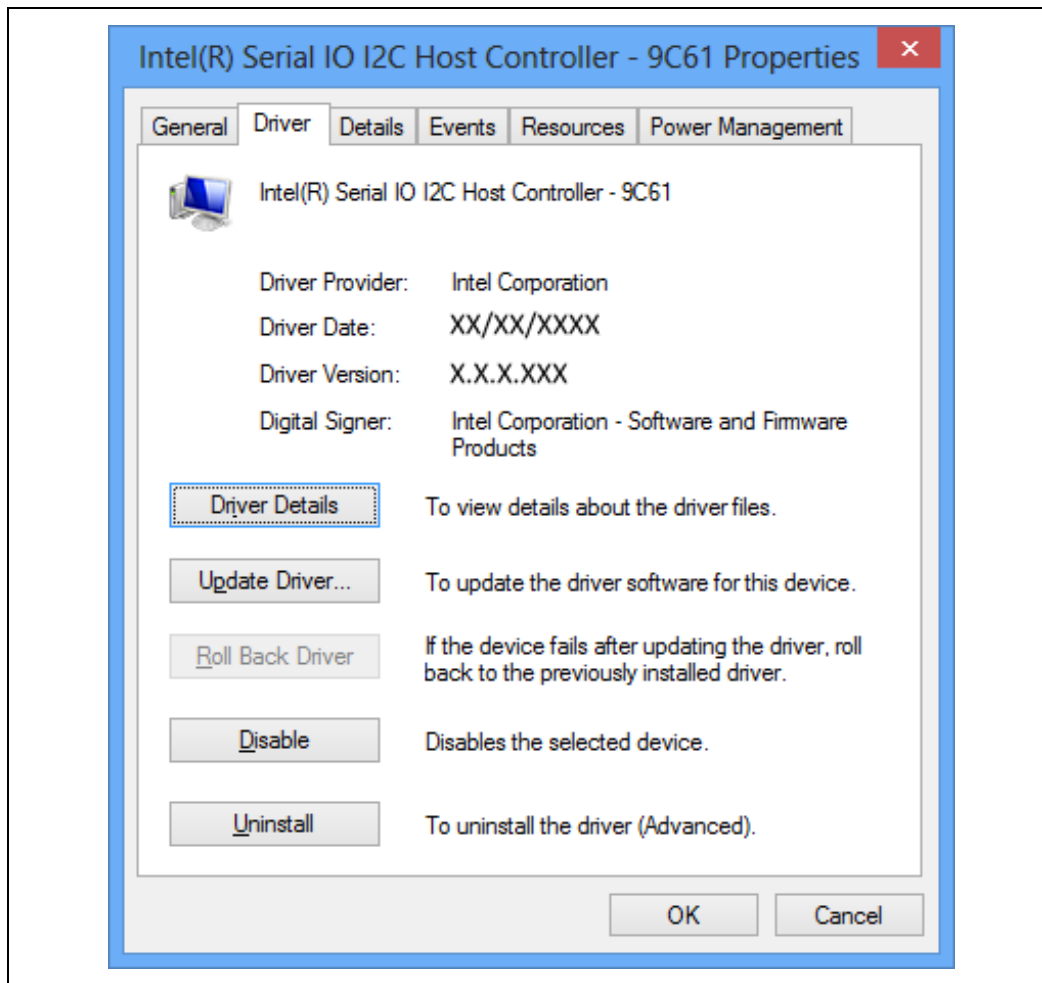 Intel(R) Serial IO I2C Host Controller - 9C61 Properties
General Driver Details Events Resources Power Management
Intel(R) Serial IO I2C Host Controller - 9C61
Driver Provider: Intel Corporation
Driver Date: XX/XX/XXXX
Driver Version: X.X.X.XXX
Digital Signer: Intel Corporation - Software and Firmware
Products
Driver Details To view details about the driver files.
Update Driver... To update the driver software for this device.
Roll Back Driver If the device fails after updating the driver, roll
back to the previously installed driver.
Disable Disables the selected device.
Uninstall To uninstall the driver (Advanced).
OK Cancel